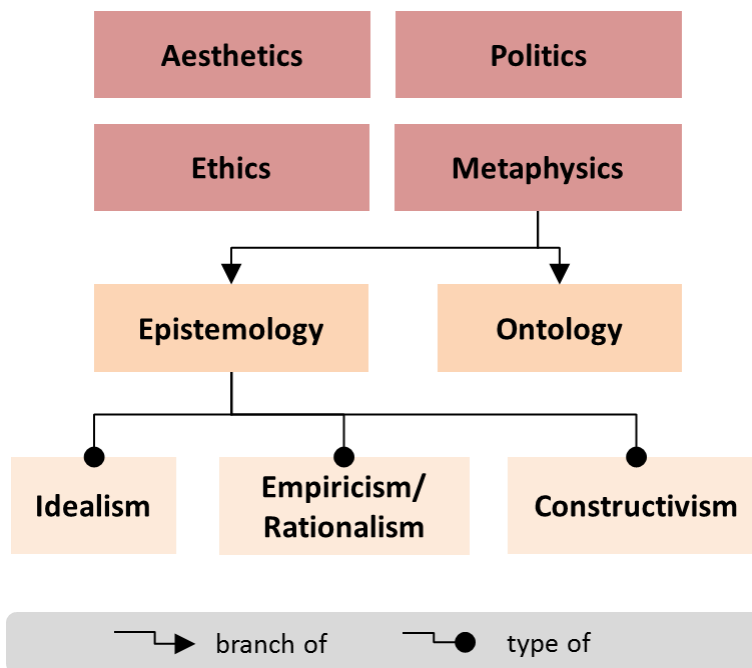 Aesthetics
Politics
Ethics
Metaphysics
Epistemology
Ontology
Idealism
Empiricism/
Rationalism
Constructivism
branch of
type of